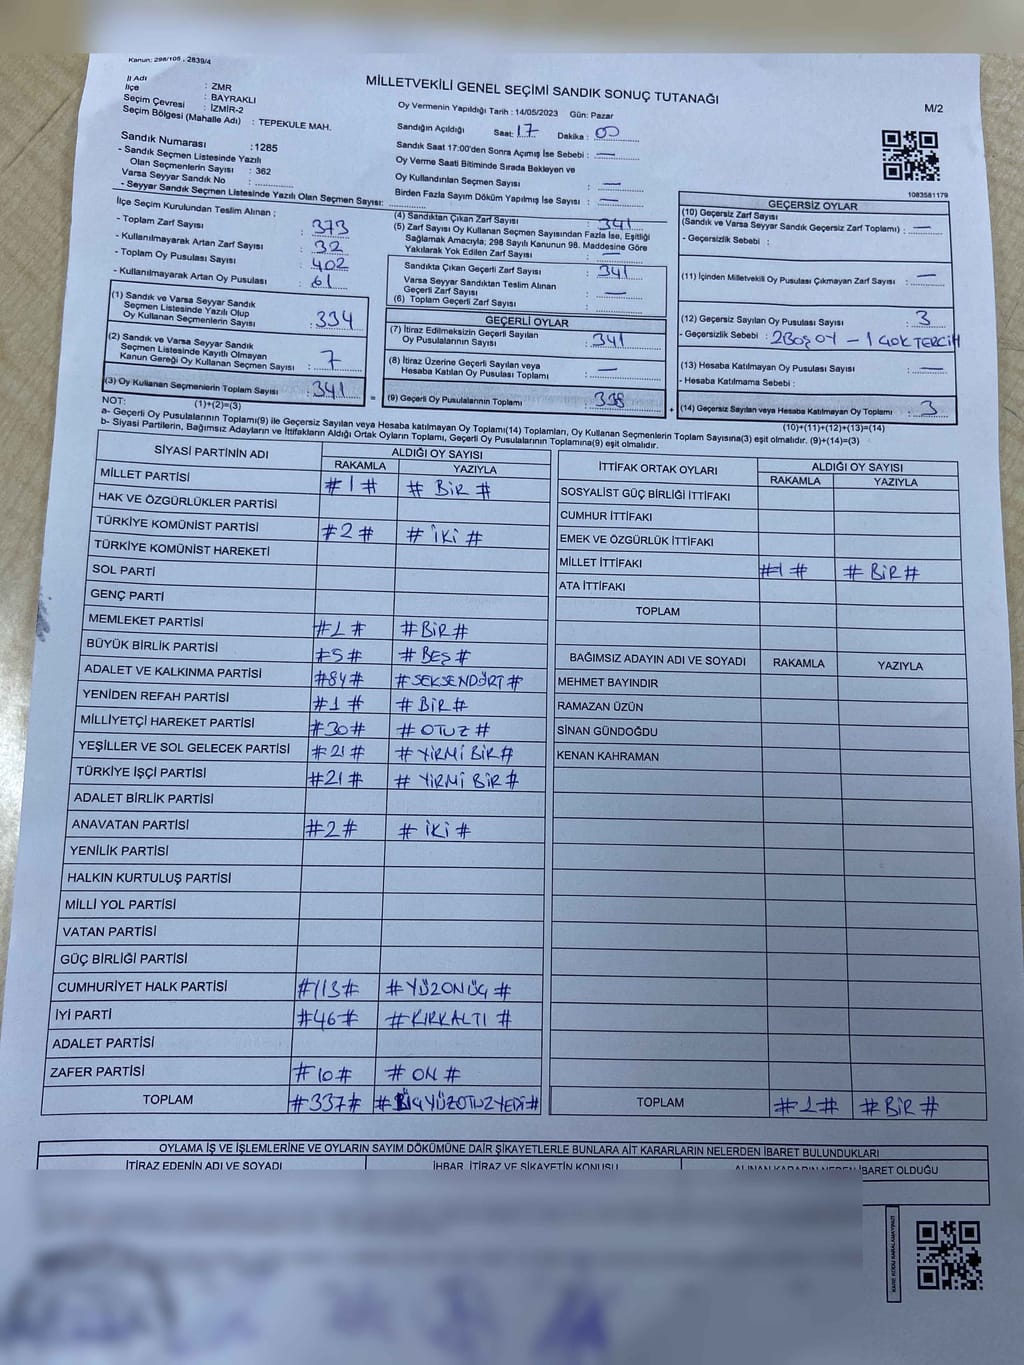 Kanun: 298/105 , 2839/4
MİLLETVEKİLİ GENEL SEÇİMİ SANDIK SONUÇ TUTANAĞI
M/2
İl Adı : ZMR
İlçe : BAYRAKLI
Seçim Çevresi : İZMİR-2
Seçim Bölgesi (Mahalle Adı) : TEPEKULE MAH.
Sandık Numarası :1285
- Sandık Seçmen Listesinde Yazılı
Olan Seçmenlerin Sayısı : 362
Varsa Seyyar Sandık No :
- Seyyar Sandık Seçmen Listesinde Yazılı Olan Seçmen Sayısı:
Oy Vermenin Yapıldığı Tarih : 14/05/2023 Gün: Pazar
Sandığın Açıldığı Saat: 17 Dakika : 00
Sandık Saat 17:00'den Sonra Açımış İse Sebebi : —
Oy Verme Saati Bitiminde Sırada Bekleyen ve
Oy Kullandırılan Seçmen Sayısı : —
Birden Fazla Sayım Döküm Yapılmış İse Sayısı : —
1083581179
İlçe Seçim Kurulundan Teslim Alınan ;
- Toplam Zarf Sayısı : 373
- Kullanılmayarak Artan Zarf Sayısı : 32
- Toplam Oy Pusulası Sayısı : 402
- Kullanılmayarak Artan Oy Pusulası : 61
(1) Sandık ve Varsa Seyyar Sandık
Seçmen Listesinde Yazılı Olup
Oy Kullanan Seçmenlerin Sayısı : 334
(2) Sandık ve Varsa Seyyar Sandık
Seçmen Listesinde Kayıtlı Olmayan
Kanun Gereği Oy Kullanan Seçmen Sayısı : 7
(3) Oy Kullanan Seçmenlerin Toplam Sayısı : 341
(1)+(2)=(3)
(4) Sandıktan Çıkan Zarf Sayısı : 341
(5) Zarf Sayısı Oy Kullanan Seçmen Sayısından Fazla İse, Eşitliği
Sağlamak Amacıyla; 298 Sayılı Kanunun 98. Maddesine Göre
Yakılarak Yok Edilen Zarf Sayısı : —
Sandıkta Çıkan Geçerli Zarf Sayısı : 341
Varsa Seyyar Sandıktan Teslim Alınan
Geçerli Zarf Sayısı : —
(6) Toplam Geçerli Zarf Sayısı
GEÇERLİ OYLAR
(7) İtiraz Edilmeksizin Geçerli Sayılan
Oy Pusulalarının Sayısı : 341
(8) İtiraz Üzerine Geçerli Sayılan veya
Hesaba Katılan Oy Pusulası Toplamı : —
= (9) Geçerli Oy Pusulalarının Toplamı : 338 +
GEÇERSİZ OYLAR
(10) Geçersiz Zarf Sayısı
(Sandık ve Varsa Seyyar Sandık Geçersiz Zarf Toplamı) : —
- Geçersizlik Sebebi :
(11) İçinden Milletvekili Oy Pusulası Çıkmayan Zarf Sayısı : —
(12) Geçersiz Sayılan Oy Pusulası Sayısı : 3
- Geçersizlik Sebebi : 2 BOŞ OY - 1 ÇOK TERCİH
(13) Hesaba Katılmayan Oy Pusulası Sayısı : —
- Hesaba Katılmama Sebebi :
(14) Geçersiz Sayılan veya Hesaba Katılmayan Oy Toplamı : 3
(10)+(11)+(12)+(13)=(14)
NOT:
a- Geçerli Oy Pusulalarının Toplamı(9) ile Geçersiz Sayılan veya Hesaba katılmayan Oy Toplamı(14) Toplamları, Oy Kullanan Seçmenlerin Toplam Sayısına(3) eşit olmalıdır. (9)+(14)=(3)
b- Siyasi Partilerin, Bağımsız Adayların ve İttifakların Aldığı Ortak Oyların Toplamı, Geçerli Oy Pusulalarının Toplamına(9) eşit olmalıdır.
SİYASİ PARTİNİN ADI ALDIĞI OY SAYISI
RAKAMLA YAZIYLA
MİLLET PARTİSİ #1# #BİR#
HAK VE ÖZGÜRLÜKLER PARTİSİ
TÜRKİYE KOMÜNİST PARTİSİ #2# #İKİ#
TÜRKİYE KOMÜNİST HAREKETİ
SOL PARTİ
GENÇ PARTİ
MEMLEKET PARTİSİ #1# #BİR#
BÜYÜK BİRLİK PARTİSİ #5# #BEŞ#
ADALET VE KALKINMA PARTİSİ #84# #SEKSENDÖRT#
YENİDEN REFAH PARTİSİ #1# #BİR#
MİLLİYETÇİ HAREKET PARTİSİ #30# #OTUZ#
YEŞİLLER VE SOL GELECEK PARTİSİ #21# #YİRMİ BİR#
TÜRKİYE İŞÇİ PARTİSİ #21# #YİRMİ BİR#
ADALET BİRLİK PARTİSİ
ANAVATAN PARTİSİ #2# #İKİ#
YENİLİK PARTİSİ
HALKIN KURTULUŞ PARTİSİ
MİLLİ YOL PARTİSİ
VATAN PARTİSİ
GÜÇ BİRLİĞİ PARTİSİ
CUMHURİYET HALK PARTİSİ #113# #YÜZONÜÇ#
İYİ PARTİ #46# #KIRKALTI#
ADALET PARTİSİ
ZAFER PARTİSİ #10# #ON#
TOPLAM #337# #ÜÇYÜZOTUZYEDİ#
İTTİFAK ORTAK OYLARI ALDIĞI OY SAYISI
RAKAMLA YAZIYLA
SOSYALİST GÜÇ BİRLİĞİ İTTİFAKI
CUMHUR İTTİFAKI
EMEK VE ÖZGÜRLÜK İTTİFAKI
MİLLET İTTİFAKI #1# #BİR#
ATA İTTİFAKI
TOPLAM
BAĞIMSIZ ADAYIN ADI VE SOYADI RAKAMLA YAZIYLA
MEHMET BAYINDIR
RAMAZAN ÜZÜN
SİNAN GÜNDOĞDU
KENAN KAHRAMAN
TOPLAM #1# #BİR#
OYLAMA İŞ VE İŞLEMLERİNE VE OYLARIN SAYIM DÖKÜMÜNE DAİR ŞİKAYETLERLE BUNLARA AİT KARARLARIN NELERDEN İBARET BULUNDUKLARI
İTİRAZ EDENİN ADI VE SOYADI İHBAR, İTİRAZ VE ŞİKAYETİN KONUSU ALINAN KARARIN NEDEN İBARET OLDUĞU
KARE KODU KARALAMAYINIZ!